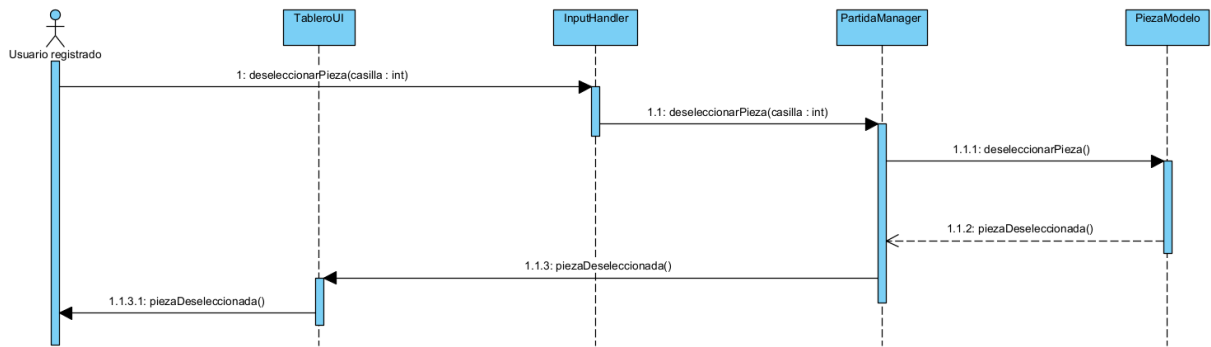 TableroUI
InputHandler
PartidaManager
PiezaModelo
Usuario registrado
1: deseleccionarPieza(casilla : int)
1.1: deseleccionarPieza(casilla : int)
1.1.1: deseleccionarPieza()
1.1.2: piezaDeseleccionada()
1.1.3: piezaDeseleccionada()
1.1.3.1: piezaDeseleccionada()